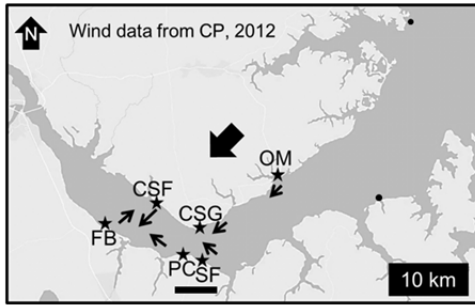 N
Wind data from CP, 2012
OM
CSF
CSG
FB
PC
SF
10 km